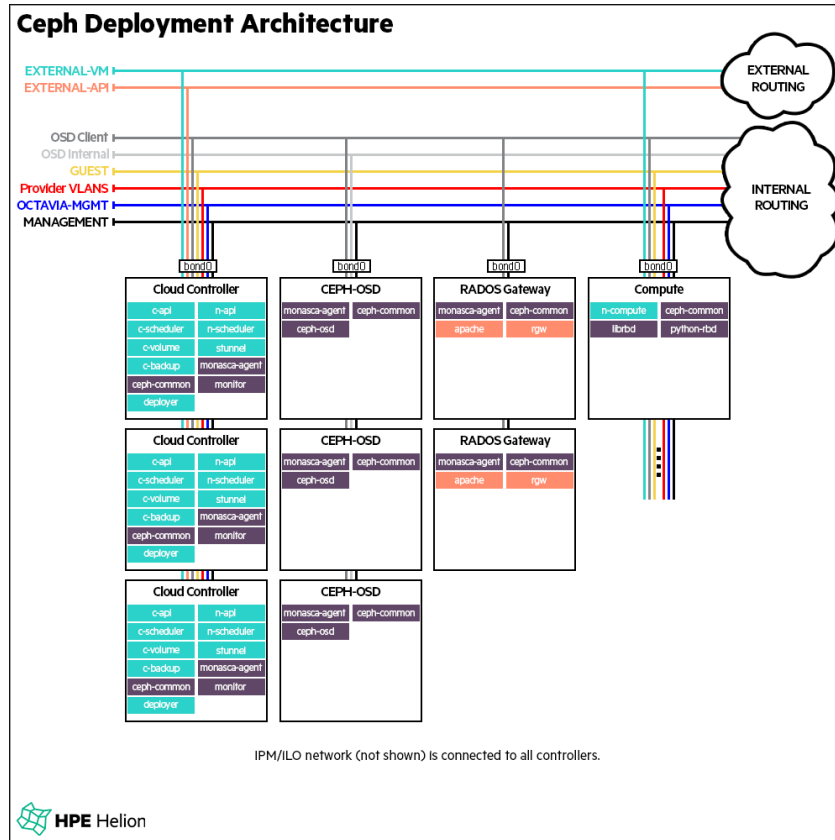 Ceph Deployment Architecture
EXTERNAL-VM
EXTERNAL-API
EXTERNAL
ROUTING
OSD Client
OSD Internal
GUEST
Provider VLANS
OCTAVIA-MGMT
MANAGEMENT
INTERNAL
ROUTING
bond0 bond0 bond0 bond0
Cloud Controller
c-api n-api
c-scheduler n-scheduler
c-volume stunnel
c-backup monasca-agent
ceph-common monitor
deployer
CEPH-OSD
monasca-agent ceph-common
ceph-osd
RADOS Gateway
monasca-agent ceph-common
apache rgw
Compute
n-compute ceph-common
librbd python-rbd
Cloud Controller
c-api n-api
c-scheduler n-scheduler
c-volume stunnel
c-backup monasca-agent
ceph-common monitor
deployer
CEPH-OSD
monasca-agent ceph-common
ceph-osd
RADOS Gateway
monasca-agent ceph-common
apache rgw
Cloud Controller
c-api n-api
c-scheduler n-scheduler
c-volume stunnel
c-backup monasca-agent
ceph-common monitor
deployer
CEPH-OSD
monasca-agent ceph-common
ceph-osd
IPM/ILO network (not shown) is connected to all controllers.
HPE Helion